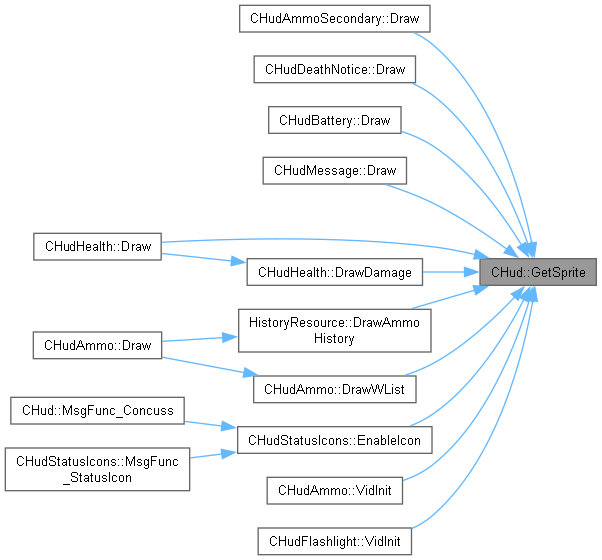 CHudAmmoSecondary::Draw
CHudDeathNotice::Draw
CHudBattery::Draw
CHudMessage::Draw
CHudHealth::Draw
CHudHealth::DrawDamage
CHud::GetSprite
HistoryResource::DrawAmmo
History
CHudAmmo::Draw
CHudAmmo::DrawWList
CHud::MsgFunc_Concuss
CHudStatusIcons::EnableIcon
CHudStatusIcons::MsgFunc
_StatusIcon
CHudAmmo::VidInit
CHudFlashlight::VidInit